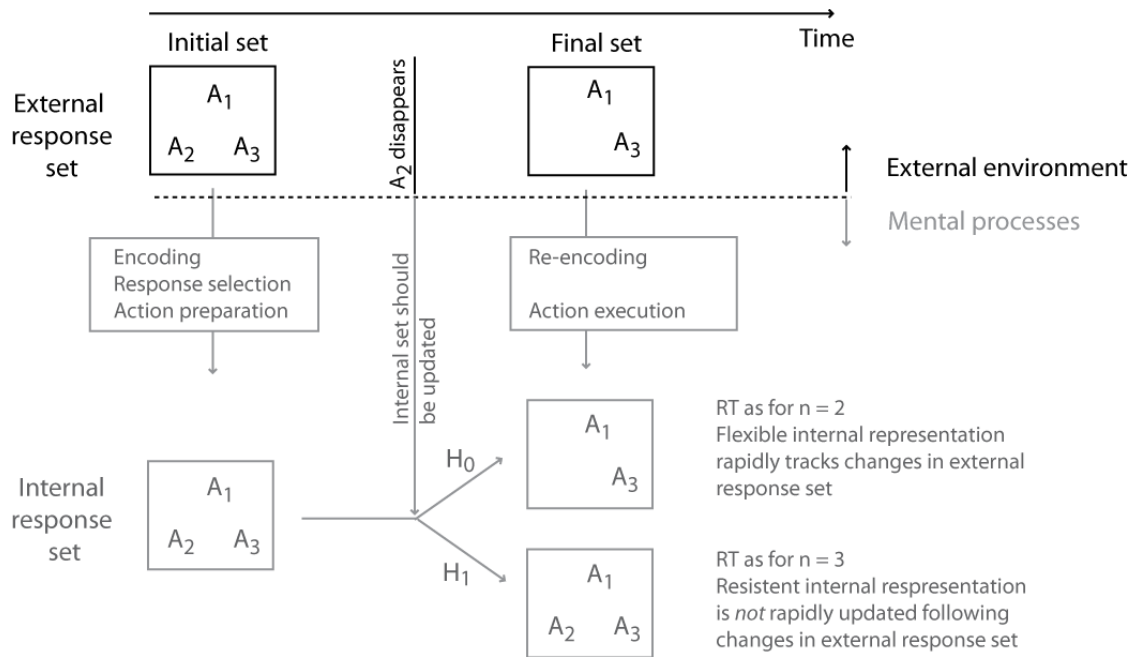 Time
Initial set
Final set
External
response
set
A1
A2 A3
A2 disappears
A1
A3
External environment
Mental processes
Encoding
Response selection
Action preparation
Internal set should
be updated
Re-encoding
Action execution
Internal
response
set
A1
A2 A3
H0
H1
A1
A3
RT as for n = 2
Flexible internal representation
rapidly tracks changes in external
response set
A1
A2 A3
RT as for n = 3
Resistent internal respresentation
is not rapidly updated following
changes in external response set